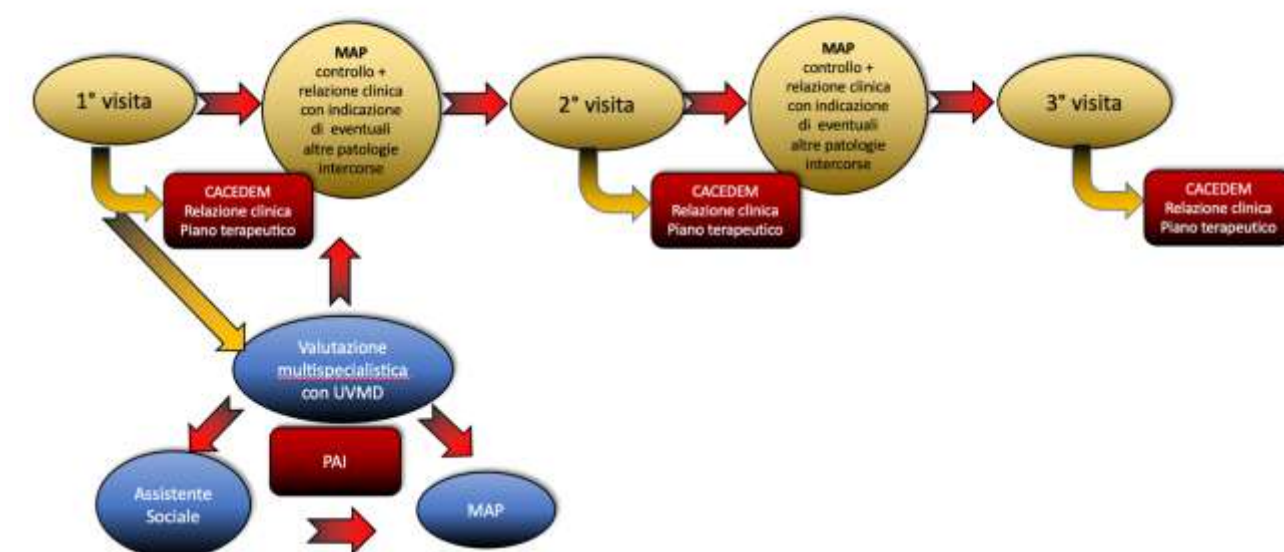 1° visita
MAP
controllo +
relazione clinica
con indicazione
di eventuali
altre patologie
intercorse
2° visita
MAP
controllo +
relazione clinica
con indicazione
di eventuali
altre patologie
intercorse
3° visita
CACEDEM
Relazione clinica
Piano terapeutico
CACEDEM
Relazione clinica
Piano terapeutico
CACEDEM
Relazione clinica
Piano terapeutico
Valutazione
multispecialistica
con UVMD
PAI
Assistente
Sociale
MAP